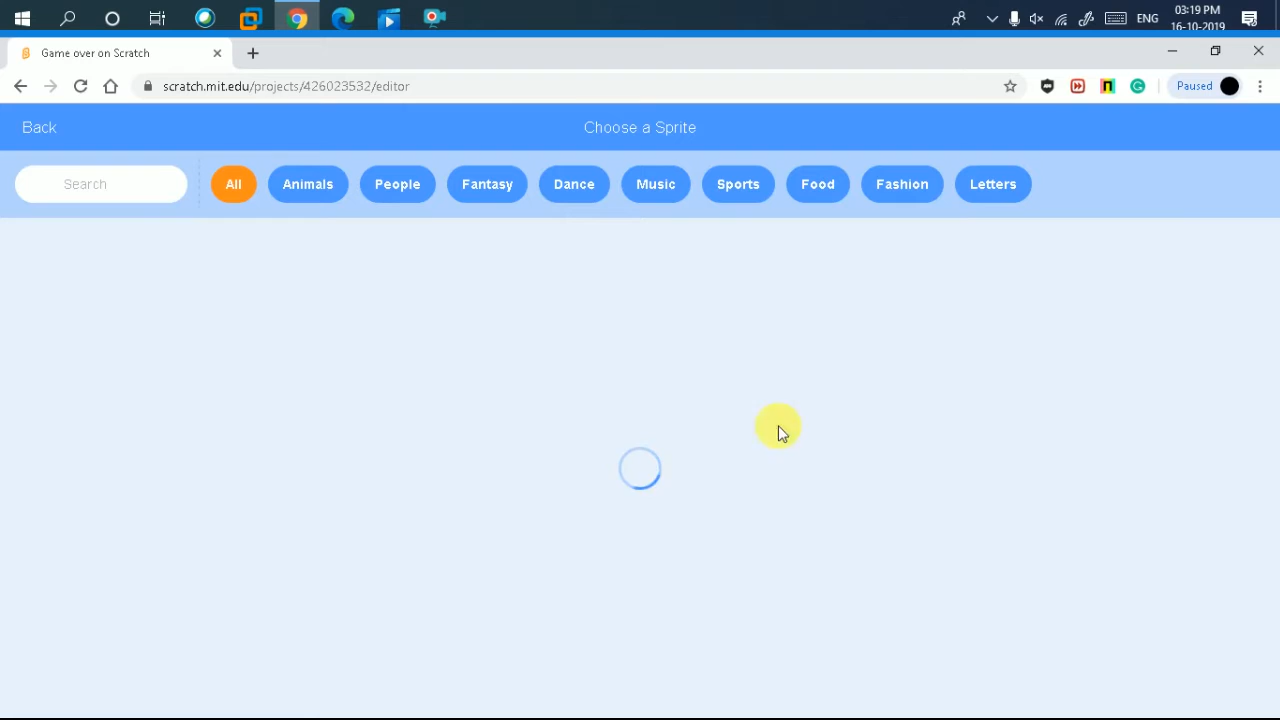 03:19 PM
ENG
16-10-2019
Game over on Scratch
scratch.mit.edu/projects/426023532/editor
Paused
Back
Choose a Sprite
Search
All
Animals
People
Fantasy
Dance
Music
Sports
Food
Fashion
Letters